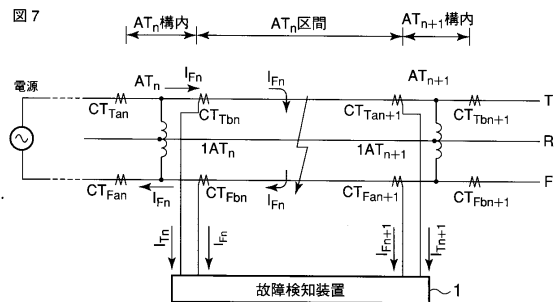 図 7
ATn構内 ATn区間 ATn+1構内
電源 ATn IFn IFn ATn+1
CTTan CTTbn CTTan+1 CTTbn+1 T
1ATn 1ATn+1 R
CTFan IFn CTFbn IFn CTFan+1 CTFbn+1 F
ITn IFn IFn+1 ITn+1
故障検知装置 1